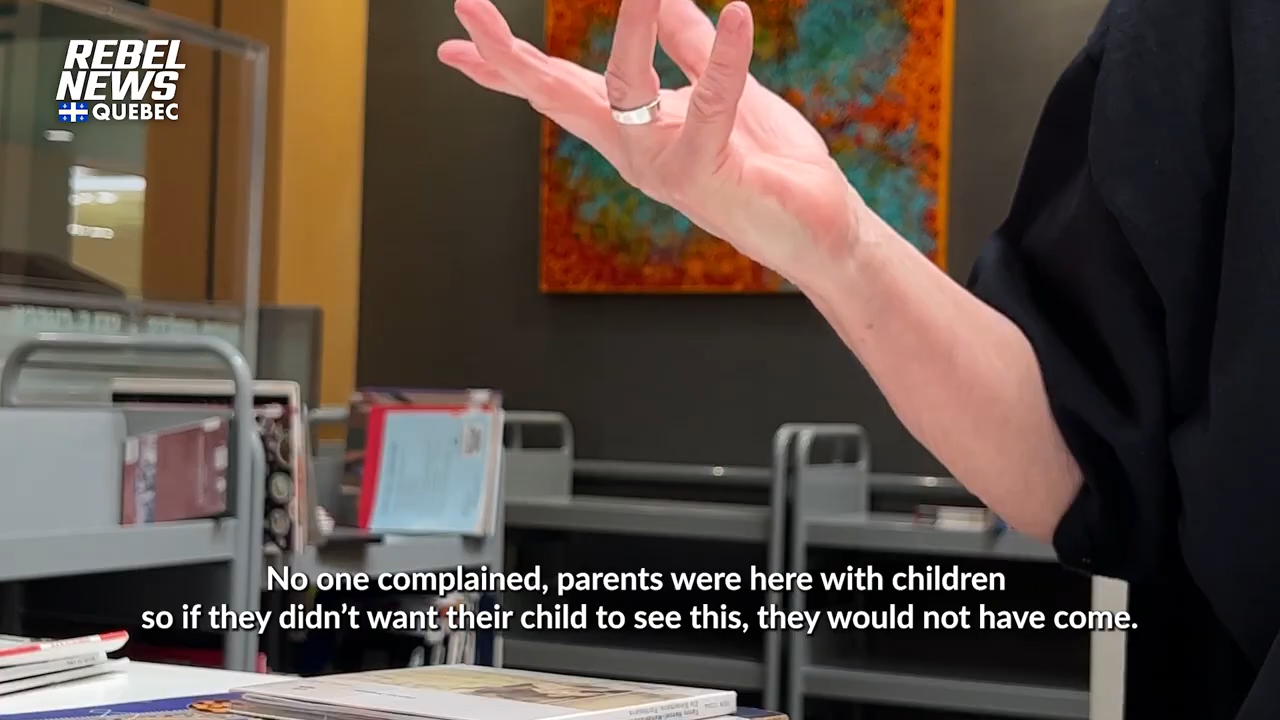 REBEL
NEWS
QUEBEC
No one complained, parents were here with children
so if they didn't want their child to see this, they would not have come.